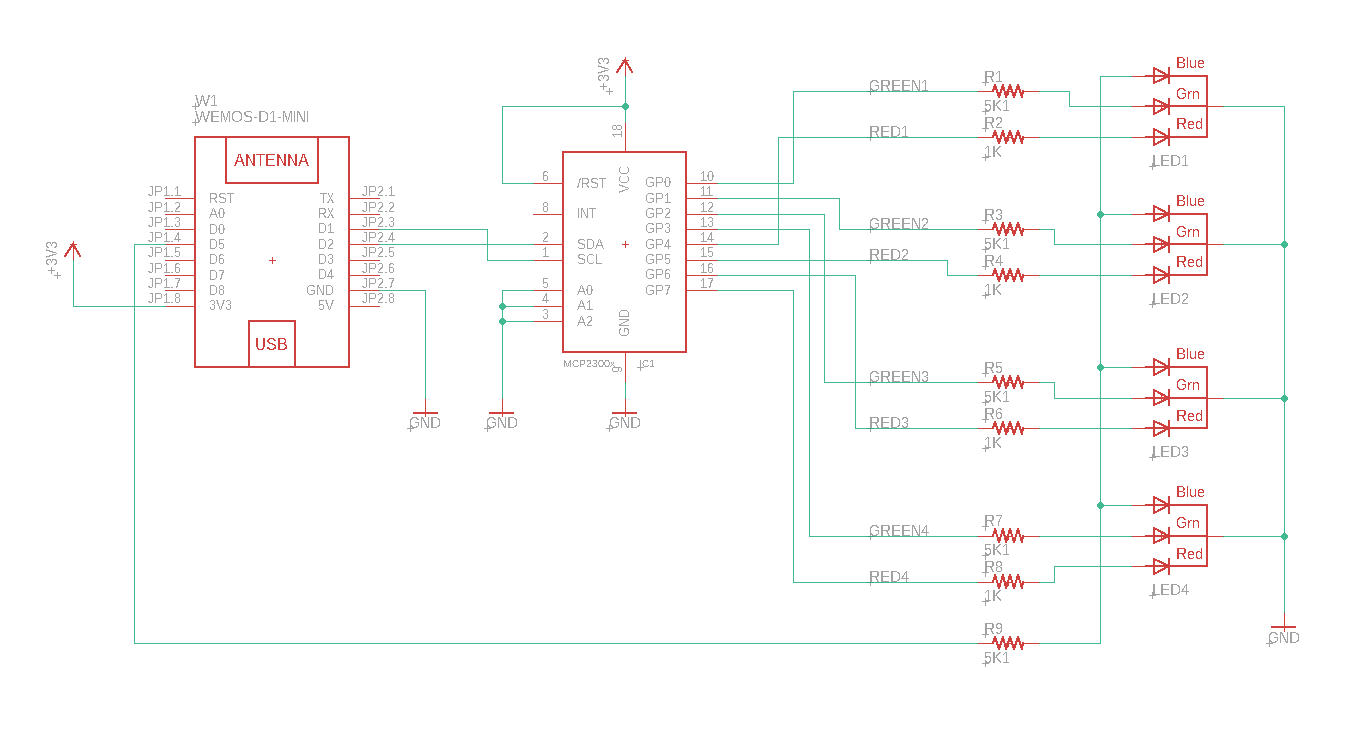 W1
WEMOS-D1-MINI
ANTENNA
JP1.1 RST TX JP2.1
JP1.2 A0 RX JP2.2
JP1.3 D0 D1 JP2.3
JP1.4 D5 D2 JP2.4
JP1.5 D6 D3 JP2.5
JP1.6 D7 D4 JP2.6
JP1.7 D8 GND JP2.7
JP1.8 3V3 5V JP2.8
USB
+3V3
GND
+3V3
18
VCC
6 /RST
8 INT
2 SDA
1 SCL
5 A0
4 A1
3 A2
GP0 10
GP1 11
GP2 12
GP3 13
GP4 14
GP5 15
GP6 16
GP7 17
GND
9
MCP2300x
IC1
GND
GND
GREEN1
RED1
GREEN2
RED2
GREEN3
RED3
GREEN4
RED4
R1
5K1
R2
1K
R3
5K1
R4
1K
R5
5K1
R6
1K
R7
5K1
R8
1K
R9
5K1
Blue
Grn
Red
LED1
Blue
Grn
Red
LED2
Blue
Grn
Red
LED3
Blue
Grn
Red
LED4
GND